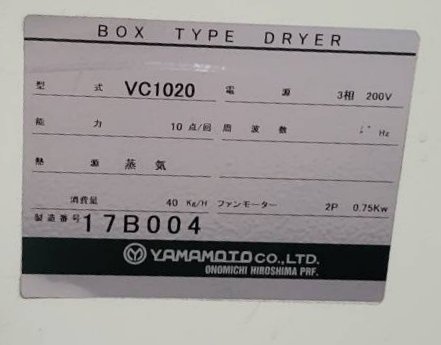 BOX TYPE DRYER
型 式 VC1020 電 源 3相 200V
能 力 10 点/回 周 波 数 Hz
熱 源 蒸 気
消費量 40 Kg/H ファンモーター 2P 0.75Kw
製造番号 17B004
YAMAMOTO CO.,LTD.
ONOMICHI HIROSHIMA PRF.